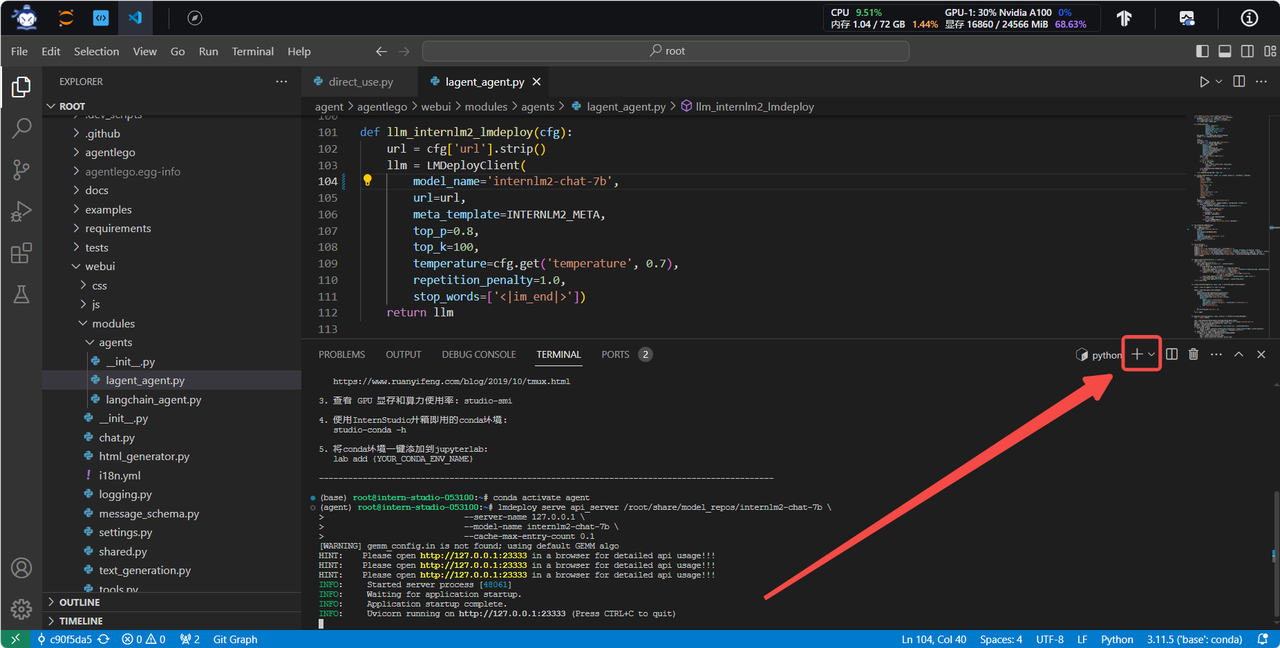 CPU 9.51% GPU-1: 30% Nvidia A100 0%
内存 1.04 / 72 GB 1.44% 显存 16860 / 24566 MiB 68.63%
File Edit Selection View Go Run Terminal Help
root
EXPLORER
direct_use.py
lagent_agent.py
ROOT
agent > agentlego > webui > modules > agents > lagent_agent.py > llm_internlm2_lmdeploy
.dev_scripts
.github
agentlego
agentlego.egg-info
docs
examples
requirements
tests
webui
css
js
modules
agents
__init__.py
lagent_agent.py
langchain_agent.py
__init__.py
chat.py
html_generator.py
i18n.yml
logging.py
message_schema.py
settings.py
shared.py
text_generation.py
tools.py
OUTLINE
TIMELINE
100
101 def llm_internlm2_lmdeploy(cfg):
102 url = cfg['url'].strip()
103 llm = LMDeployClient(
104 model_name='internlm2-chat-7b',
105 url=url,
106 meta_template=INTERNLM2_META,
107 top_p=0.8,
108 top_k=100,
109 temperature=cfg.get('temperature', 0.7),
110 repetition_penalty=1.0,
111 stop_words=['<|im_end|>'])
112 return llm
113
PROBLEMS OUTPUT DEBUG CONSOLE TERMINAL PORTS 2
python
https://www.ruanyifeng.com/blog/2019/10/tmux.html
3. 查看 GPU 显存和算力使用率: studio-smi
4. 使用InternStudio开箱即用的conda环境:
studio-conda -h
5. 将conda环境一键添加到jupyterlab:
lab add {YOUR_CONDA_ENV_NAME}
(base) root@intern-studio-053100:~# conda activate agent
(agent) root@intern-studio-053100:~# lmdeploy serve api_server /root/share/model_repos/internlm2-chat-7b \
> --server-name 127.0.0.1 \
> --model-name internlm2-chat-7b \
> --cache-max-entry-count 0.1
[WARNING] gemm_config.in is not found; using default GEMM algo
HINT: Please open http://127.0.0.1:23333 in a browser for detailed api usage!!!
HINT: Please open http://127.0.0.1:23333 in a browser for detailed api usage!!!
HINT: Please open http://127.0.0.1:23333 in a browser for detailed api usage!!!
INFO: Started server process [48061]
INFO: Waiting for application startup.
INFO: Application startup complete.
INFO: Uvicorn running on http://127.0.0.1:23333 (Press CTRL+C to quit)
c90f5da5 0 0 2 Git Graph Ln 104, Col 40 Spaces: 4 UTF-8 LF Python 3.11.5 ('base': conda)